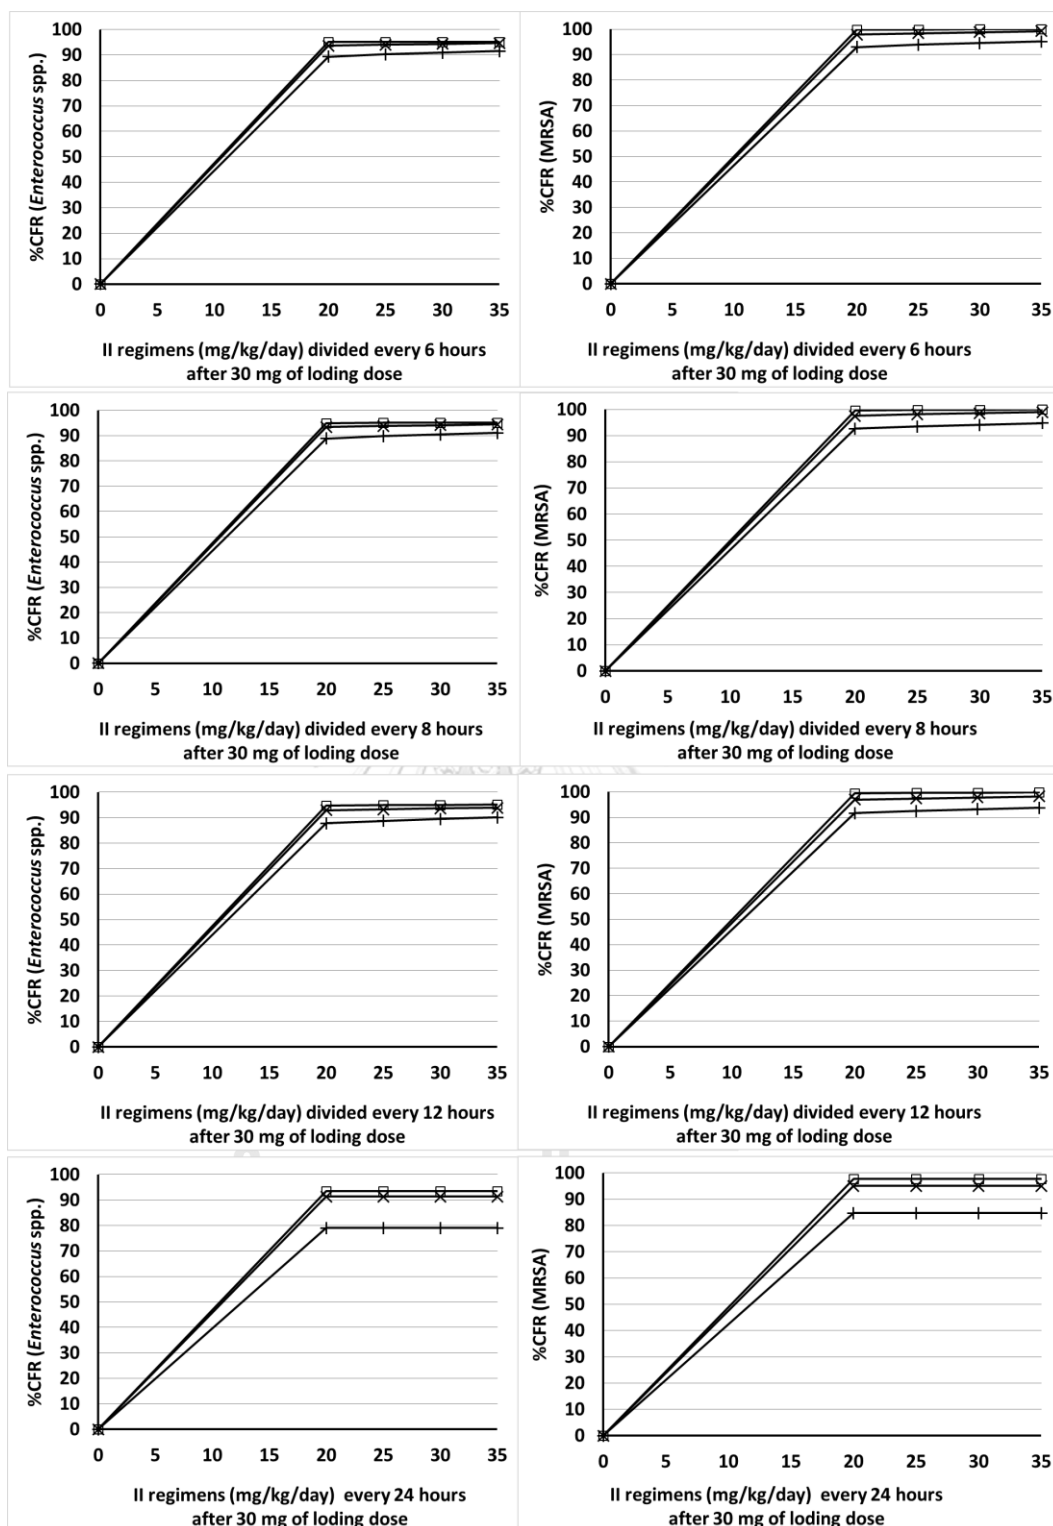 %CFR (Enterococcus spp.)
100
90
80
70
60
50
40
30
20
10
0
0 5 10 15 20 25 30 35
II regimens (mg/kg/day) divided every 6 hours
after 30 mg of loding dose
%CFR (MRSA)
100
90
80
70
60
50
40
30
20
10
0
0 5 10 15 20 25 30 35
II regimens (mg/kg/day) divided every 6 hours
after 30 mg of loding dose
%CFR (Enterococcus spp.)
100
90
80
70
60
50
40
30
20
10
0
0 5 10 15 20 25 30 35
II regimens (mg/kg/day) divided every 8 hours
after 30 mg of loding dose
%CFR (MRSA)
100
90
80
70
60
50
40
30
20
10
0
0 5 10 15 20 25 30 35
II regimens (mg/kg/day) divided every 8 hours
after 30 mg of loding dose
%CFR (Enterococcus spp.)
100
90
80
70
60
50
40
30
20
10
0
0 5 10 15 20 25 30 35
II regimens (mg/kg/day) divided every 12 hours
after 30 mg of loding dose
%CFR (MRSA)
100
90
80
70
60
50
40
30
20
10
0
0 5 10 15 20 25 30 35
II regimens (mg/kg/day) divided every 12 hours
after 30 mg of loding dose
%CFR (Enterococcus spp.)
100
90
80
70
60
50
40
30
20
10
0
0 5 10 15 20 25 30 35
II regimens (mg/kg/day) every 24 hours
after 30 mg of loding dose
%CFR (MRSA)
100
90
80
70
60
50
40
30
20
10
0
0 5 10 15 20 25 30 35
II regimens (mg/kg/day) every 24 hours
after 30 mg of loding dose